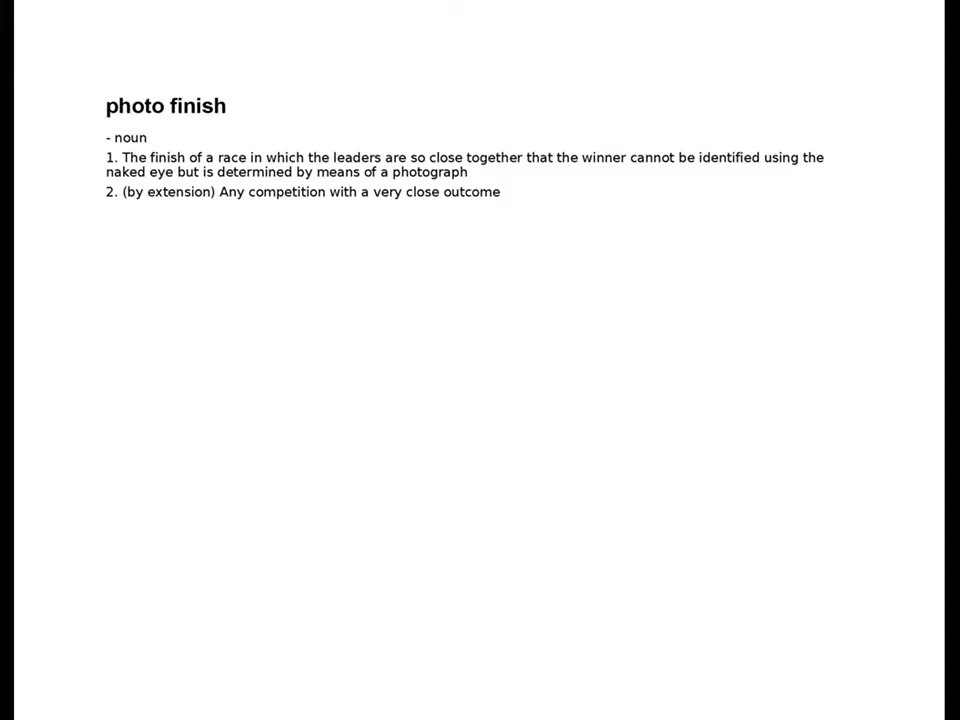 photo finish
- noun
1. The finish of a race in which the leaders are so close together that the winner cannot be identified using the
naked eye but is determined by means of a photograph
2. (by extension) Any competition with a very close outcome